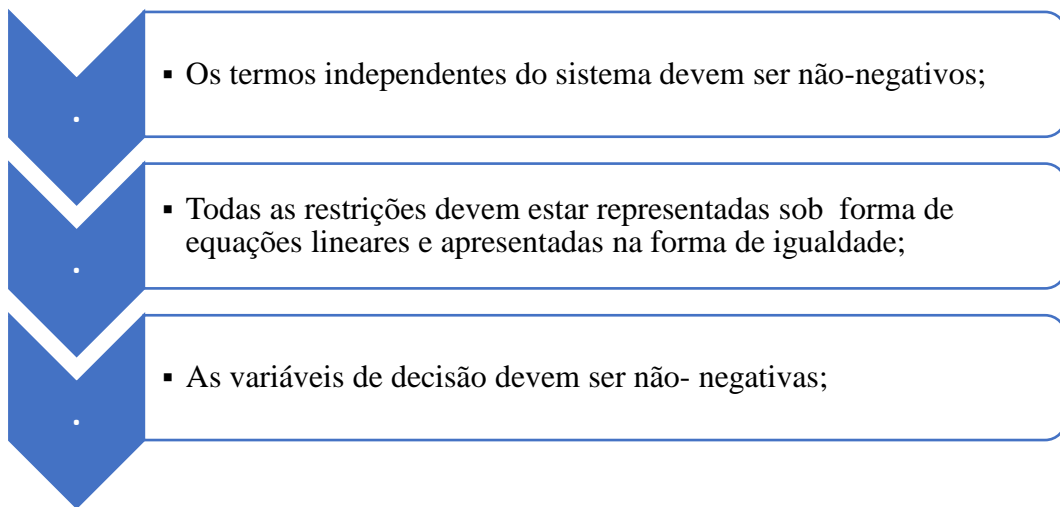 ▪ Os termos independentes do sistema devem ser não-negativos;
▪ Todas as restrições devem estar representadas sob forma de
equações lineares e apresentadas na forma de igualdade;
▪ As variáveis de decisão devem ser não- negativas;